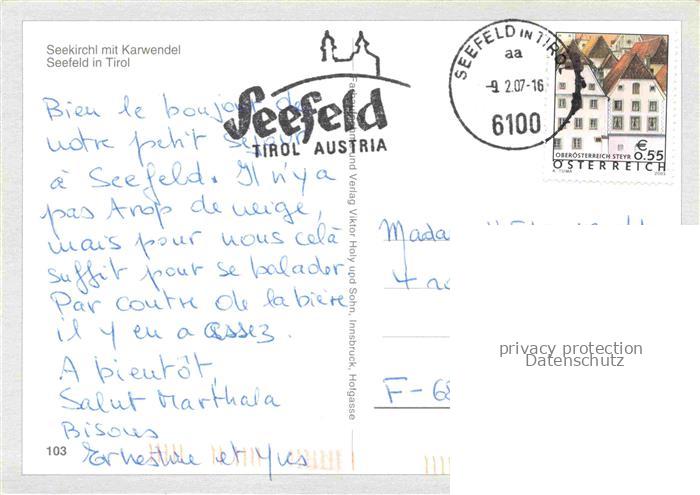 Seekirchl mit Karwendel
Seefeld in Tirol
Seefeld
TIROL AUSTRIA
SEEFELD IN TIROL
aa
-9. 2.07-16
6100
€ 0.55
OBERÖSTERREICH STEYR
ÖSTERREICH
Bien le bonjour de
notre petit séjour
à Seefeld. Il n'y a
pas trop de neige,
mais pour nous celà
suffit pour se balader
Par contre de la bière
il y en a assez.
A bientôt,
Salut Marthala
Bisous
Ernestine et Yves
103
und Verlag Viktor Holy und Sohn, Innsbruck, Hofgasse
F-68
privacy protection
Datenschutz